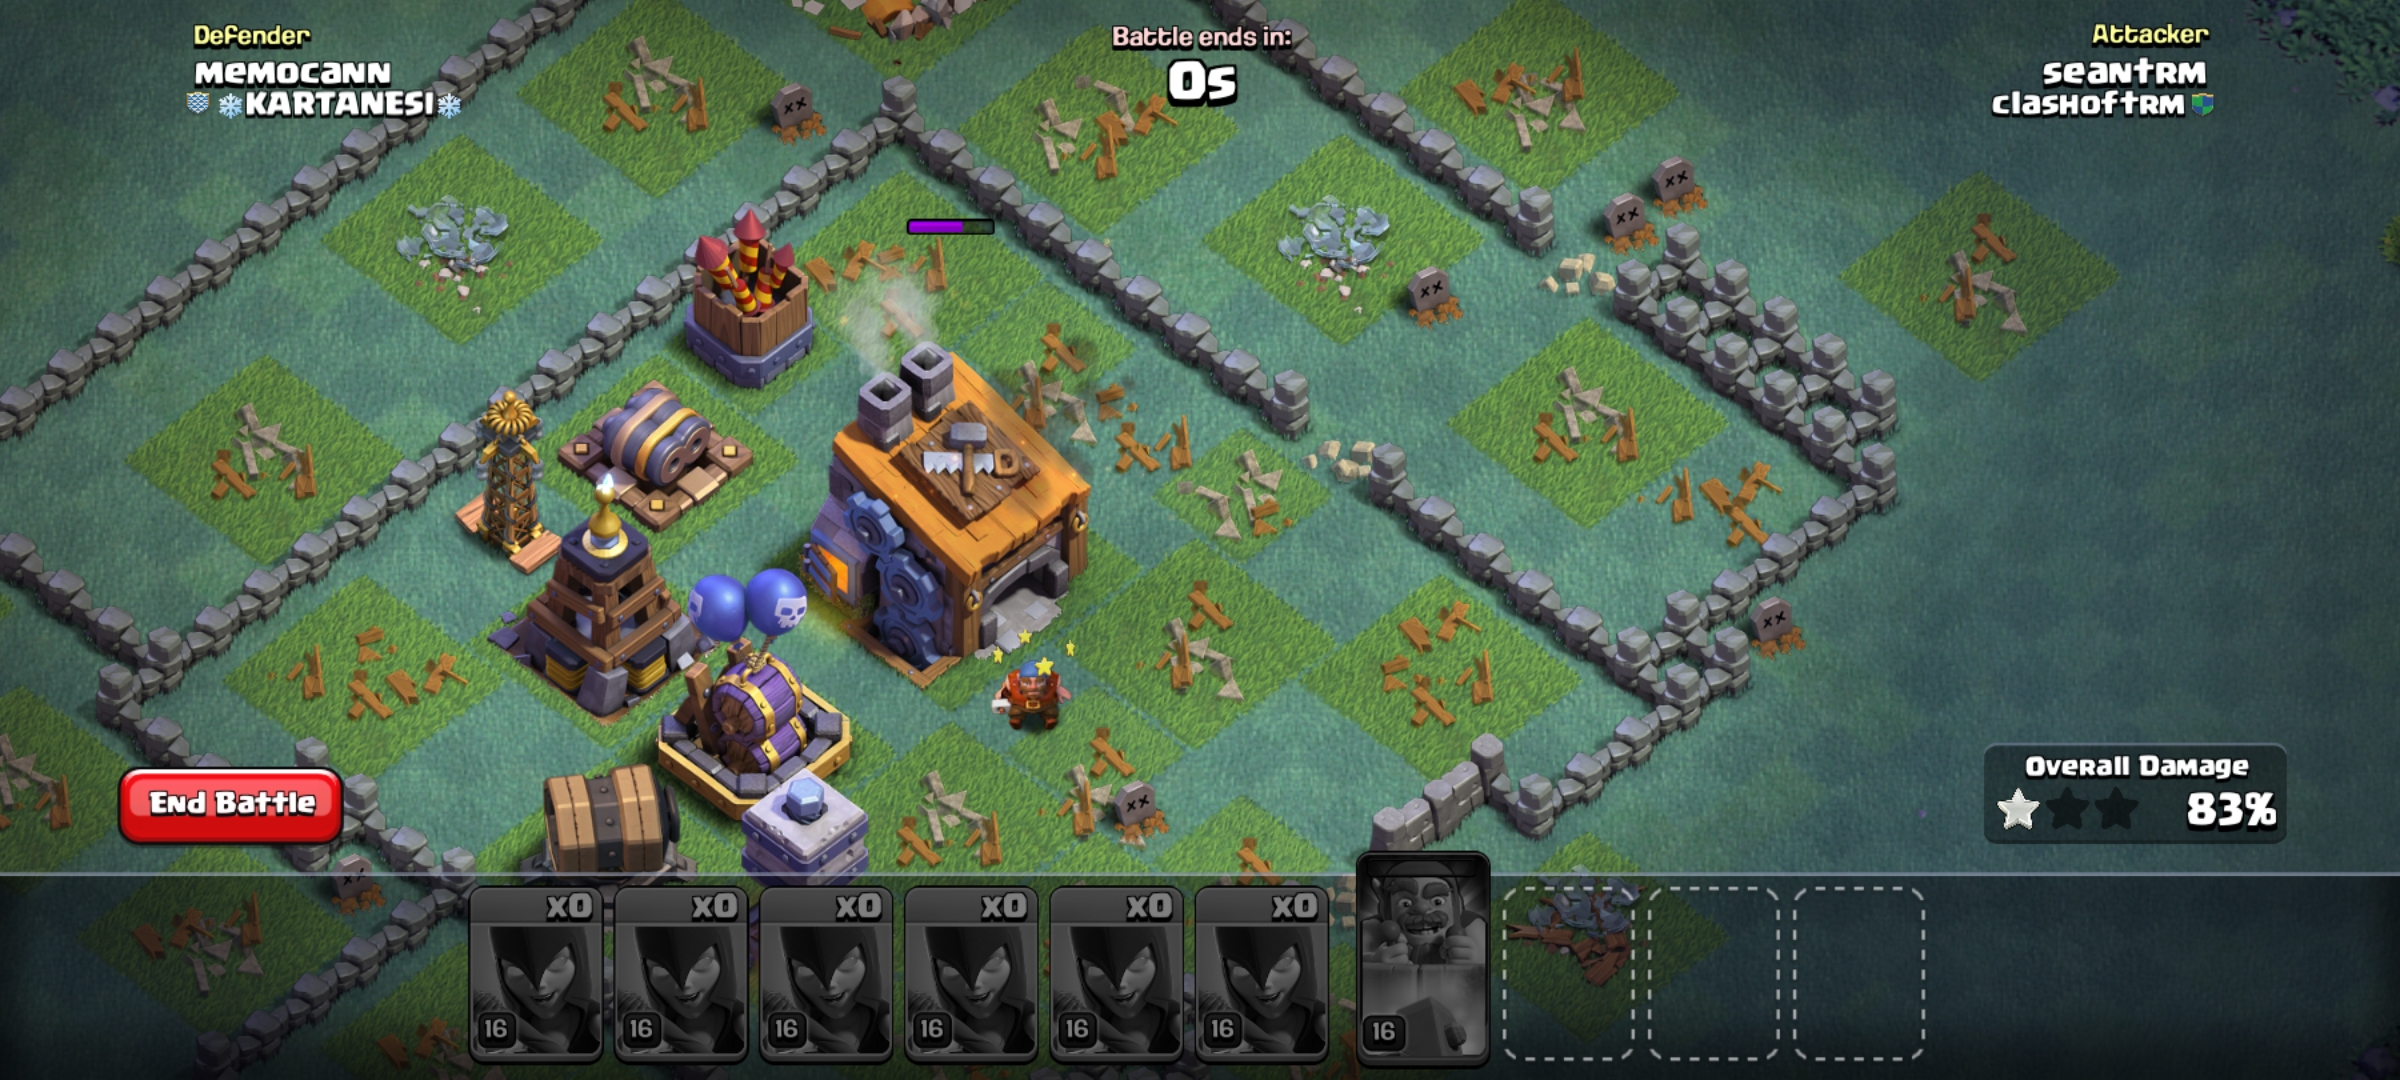 Defender
MEMOCANN
❄KARTANESI❄
Battle ends in:
0s
Attacker
seantRM
clashoftRM
End Battle
Overall Damage
83%
x0
x0
x0
x0
x0
x0
16
16
16
16
16
16
16